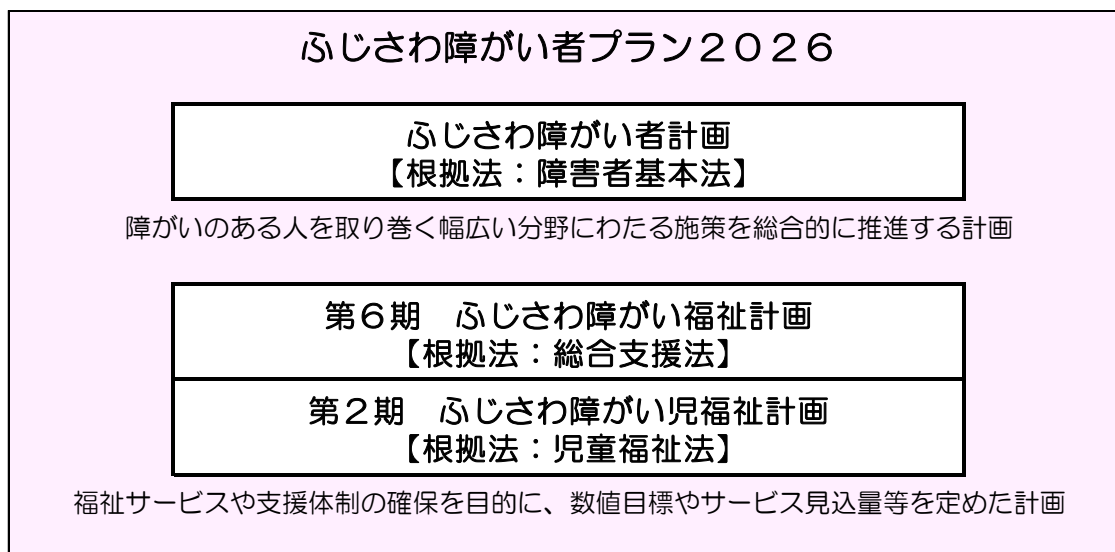 ふじさわ障がい者プラン２０２６
ふじさわ障がい者計画
【根拠法：障害者基本法】
障がいのある人を取り巻く幅広い分野にわたる施策を総合的に推進する計画
第６期　ふじさわ障がい福祉計画
【根拠法：総合支援法】
第２期　ふじさわ障がい児福祉計画
【根拠法：児童福祉法】
福祉サービスや支援体制の確保を目的に、数値目標やサービス見込量等を定めた計画